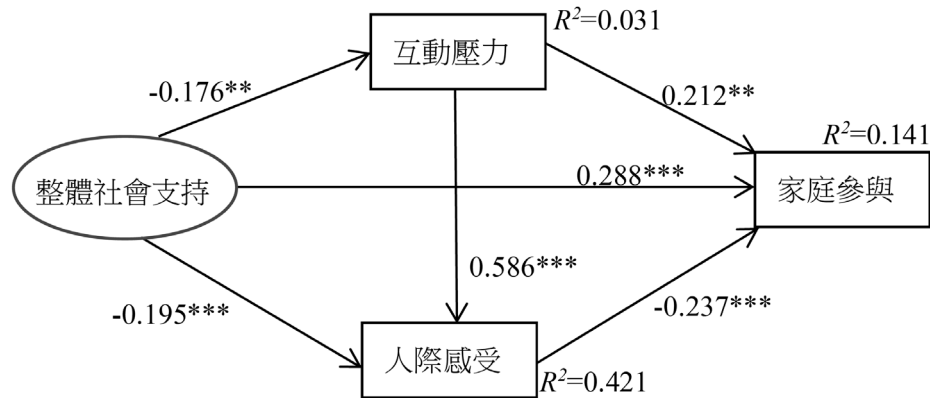 R²=0.031
互動壓力
-0.176**
0.212**
R²=0.141
整體社會支持
0.288***
家庭參與
0.586***
-0.195***
-0.237***
人際感受
R²=0.421